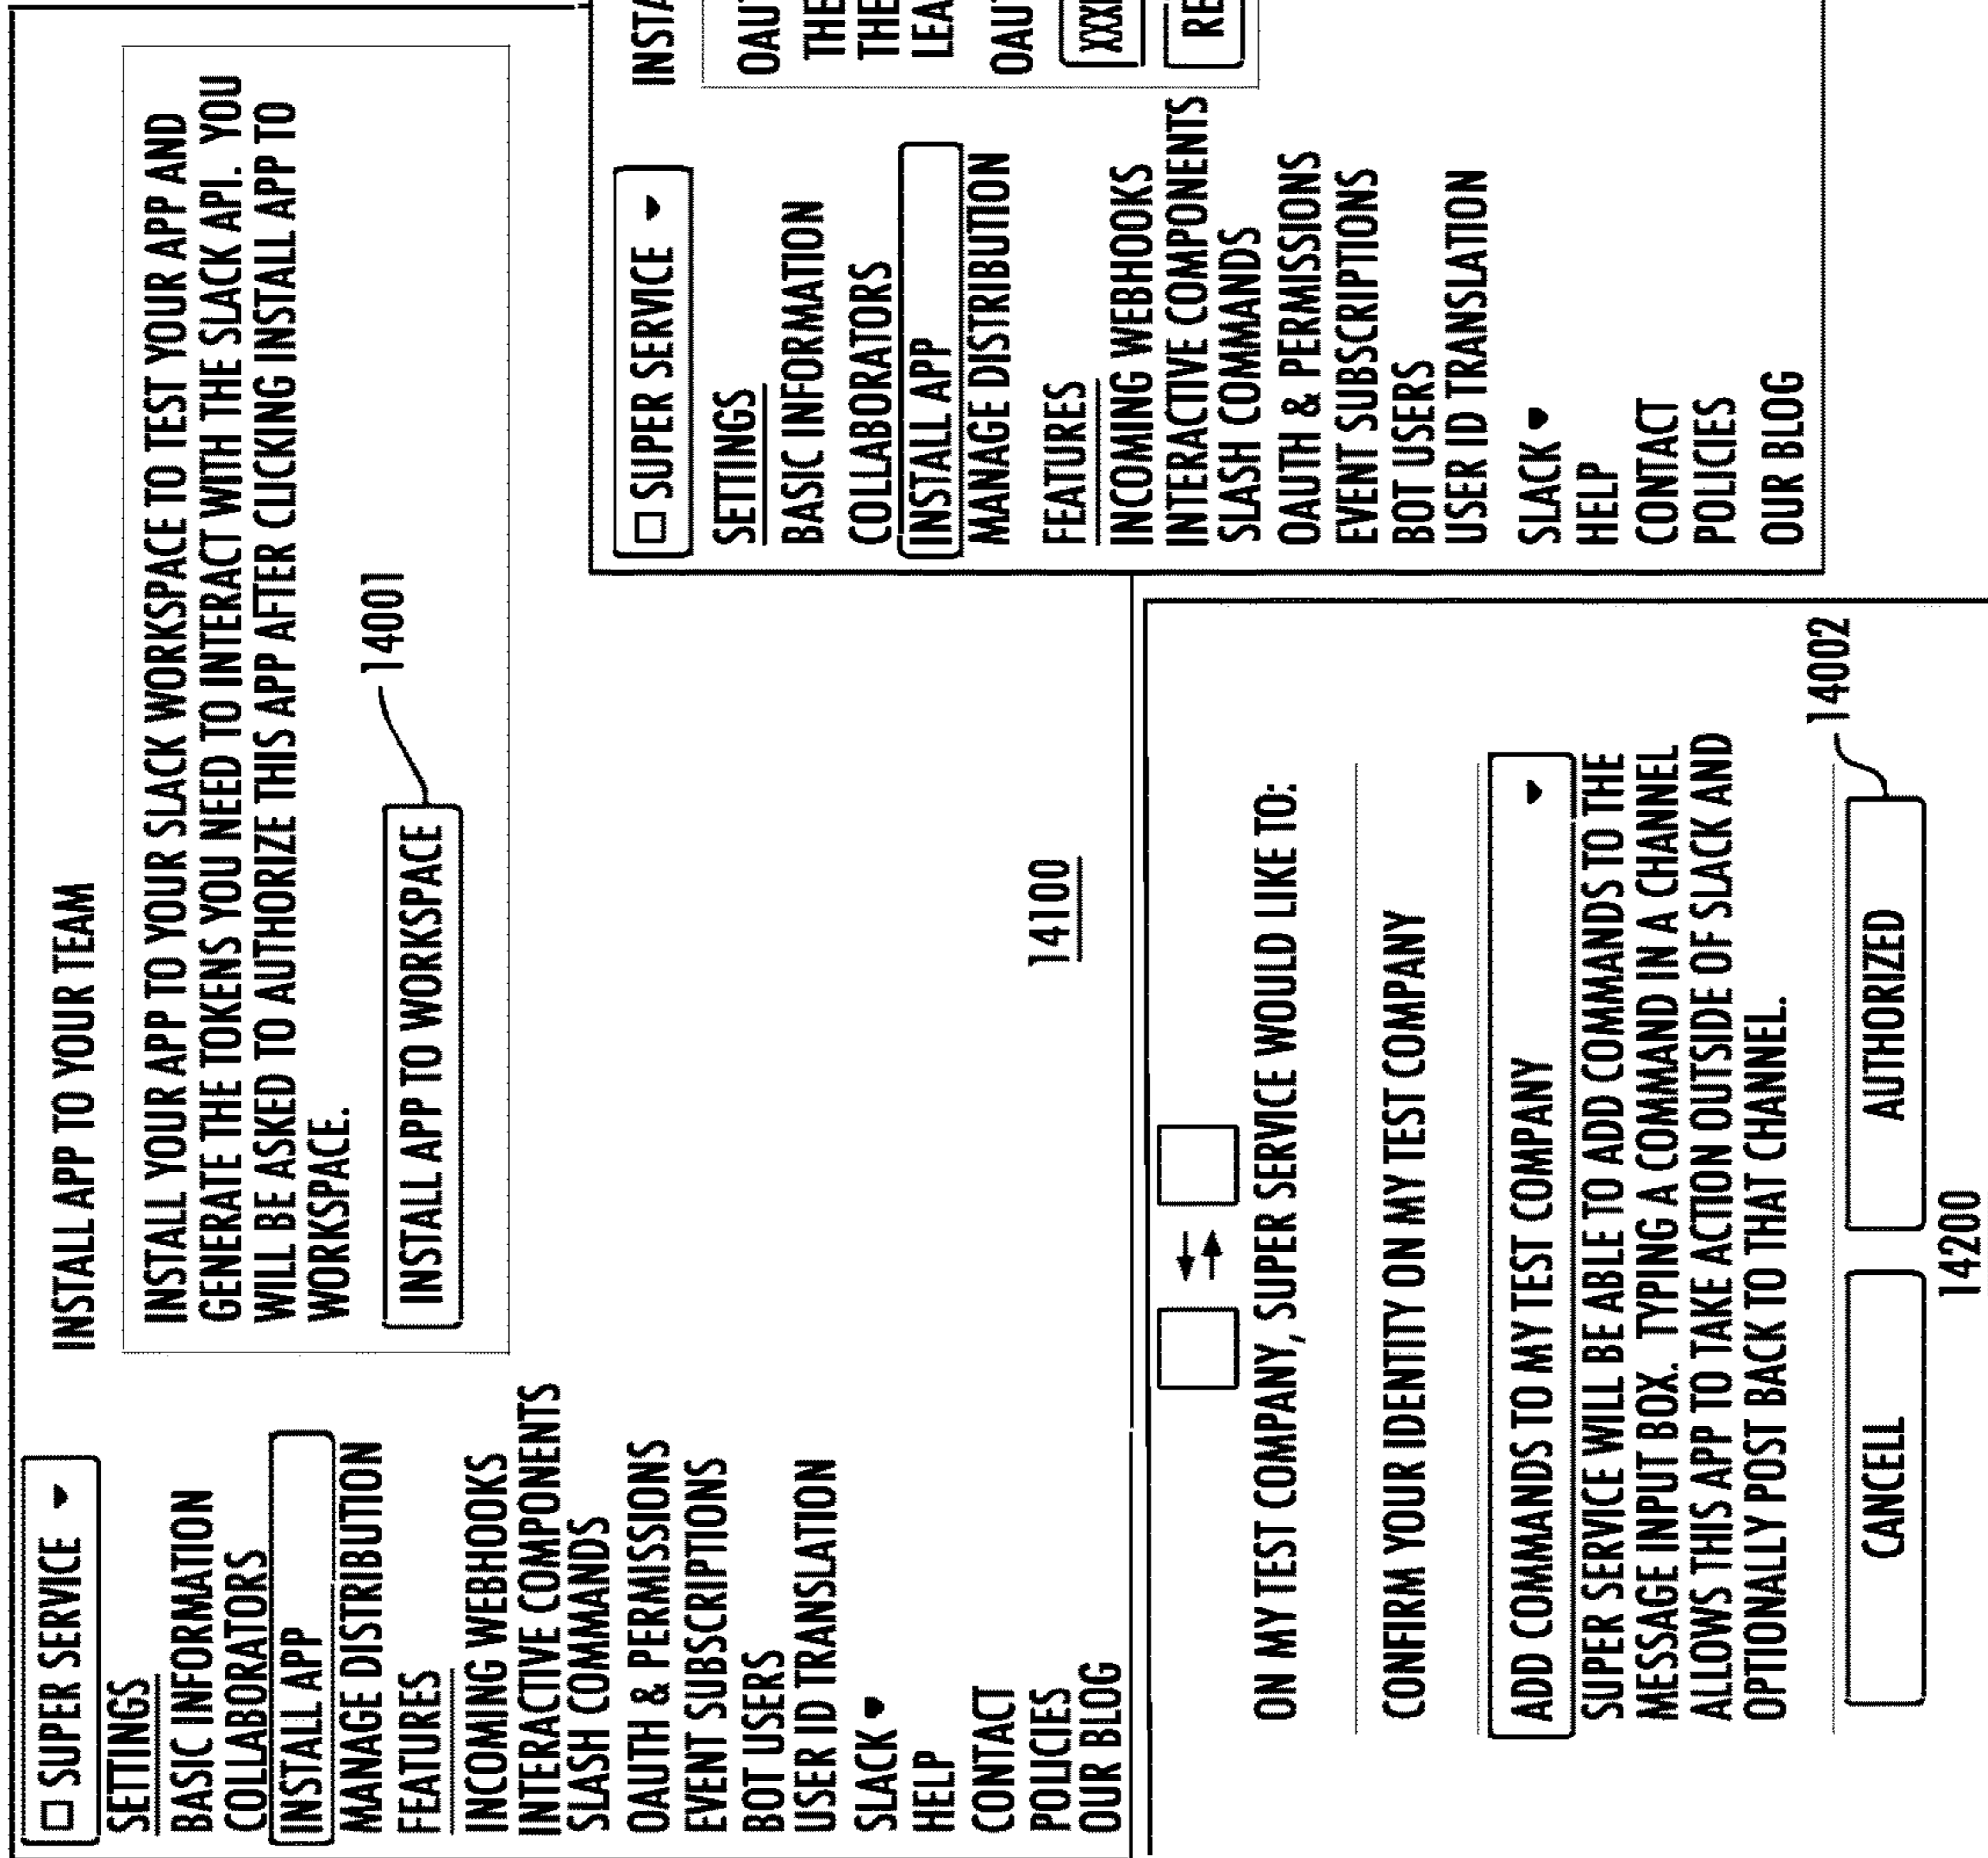 ☐ SUPER SERVICE
SETTINGS
BASIC INFORMATION
COLLABORATORS
INSTALL APP
MANAGE DISTRIBUTION
FEATURES
INCOMING WEBHOOKS
INTERACTIVE COMPONENTS
SLASH COMMANDS
OAUTH & PERMISSIONS
EVENT SUBSCRIPTIONS
BOT USERS
USER ID TRANSLATION
SLACK ♥
HELP
CONTACT
POLICIES
OUR BLOG
INSTALL APP TO YOUR TEAM
INSTALL YOUR APP TO YOUR SLACK WORKSPACE TO TEST YOUR APP AND
GENERATE THE TOKENS YOU NEED TO INTERACT WITH THE SLACK API. YOU
WILL BE ASKED TO AUTHORIZE THIS APP AFTER CLICKING INSTALL APP TO
WORKSPACE.
INSTALL APP TO WORKSPACE
14001
14100
ON MY TEST COMPANY, SUPER SERVICE WOULD LIKE TO:
CONFIRM YOUR IDENTITY ON MY TEST COMPANY
ADD COMMANDS TO MY TEST COMPANY
SUPER SERVICE WILL BE ABLE TO ADD COMMANDS TO THE
MESSAGE INPUT BOX. TYPING A COMMAND IN A CHANNEL
ALLOWS THIS APP TO TAKE ACTION OUTSIDE OF SLACK AND
OPTIONALLY POST BACK TO THAT CHANNEL.
CANCELL
AUTHORIZED
14002
14200
☐ SUPER SERVICE
SETTINGS
BASIC INFORMATION
COLLABORATORS
INSTALL APP
MANAGE DISTRIBUTION
FEATURES
INCOMING WEBHOOKS
INTERACTIVE COMPONENTS
SLASH COMMANDS
OAUTH & PERMISSIONS
EVENT SUBSCRIPTIONS
BOT USERS
USER ID TRANSLATION
SLACK ♥
HELP
CONTACT
POLICIES
OUR BLOG
INSTA
OAUT
THE
THE
LEA
OAUT
XXX
RE